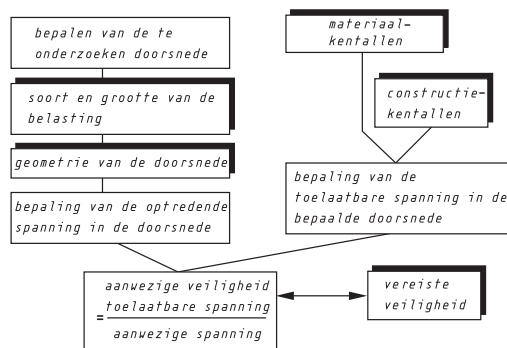 bepalen van de te
onderzoeken doorsnede
soort en grootte van de
belasting
geometrie van de doorsnede
bepaling van de optredende
spanning in de doorsnede
materiaal-
kentallen
constructie-
kentallen
bepaling van de
toelaatbare spanning in de
bepaalde doorsnede
aanwezige veiligheid
= toelaatbare spanning
aanwezige spanning
vereiste
veiligheid